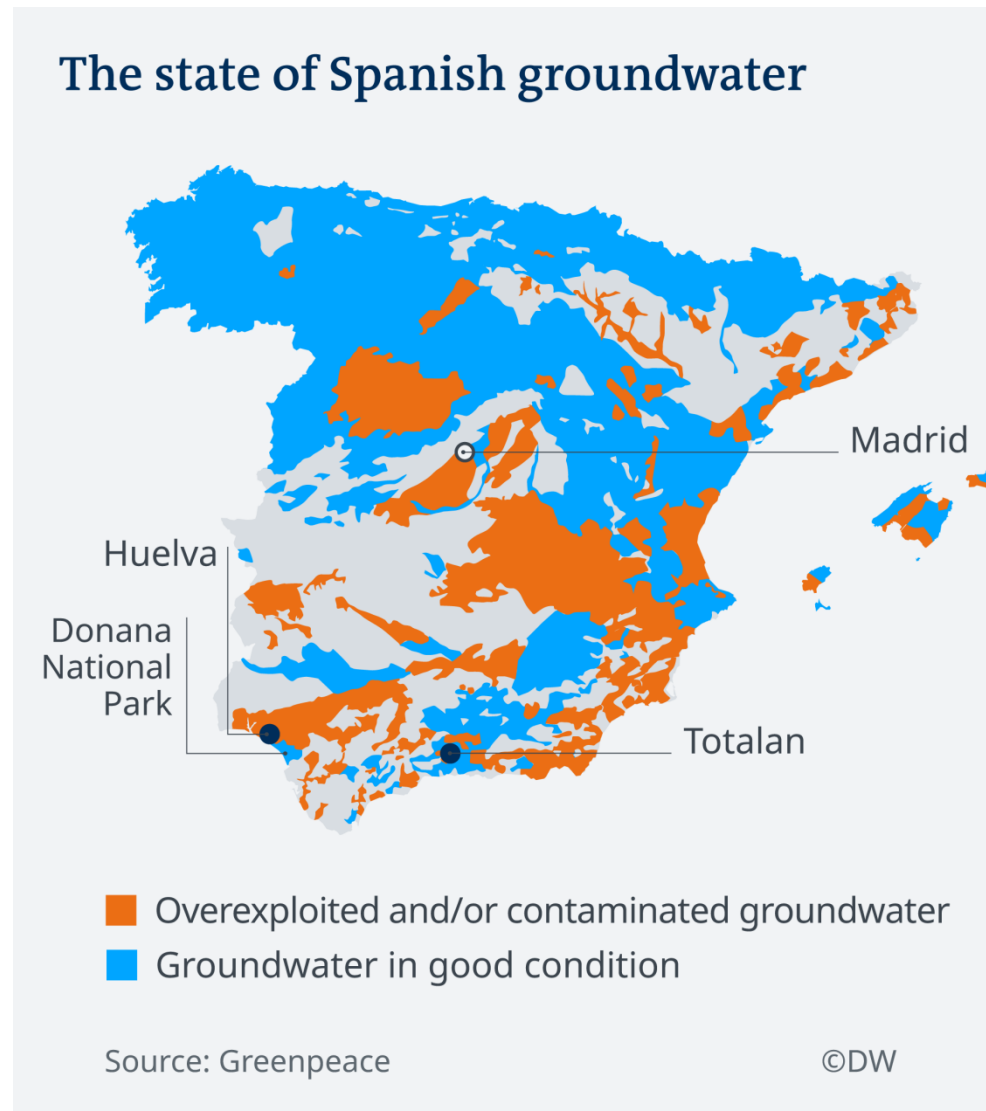 The state of Spanish groundwater
Madrid
Huelva
Donana
National
Park
Totalan
Overexploited and/or contaminated groundwater
Groundwater in good condition
Source: Greenpeace
©DW